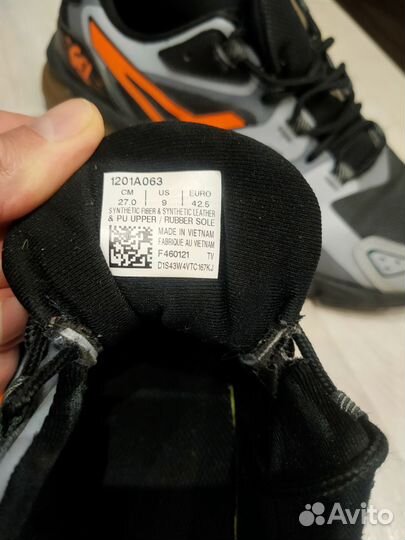 1201A063
CM US EURO
27.0 9 42.5
SYNTHETIC FIBER & SYNTHETIC LEATHER
& PU UPPER / RUBBER SOLE
MADE IN VIETNAM
FABRIQUE AU VIETNAM
F460121 TV
D1S43W4VTC167KJ
Avito